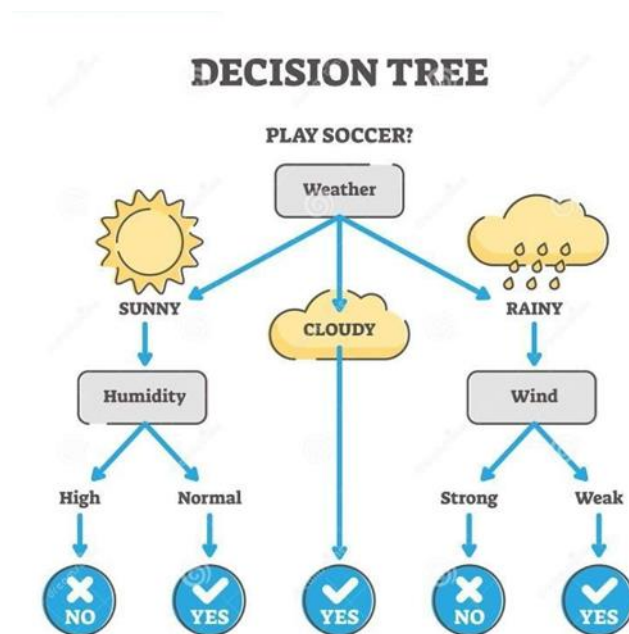 DECISION TREE
PLAY SOCCER?
Weather
SUNNY
CLOUDY
RAINY
Humidity
Wind
High
Normal
Strong
Weak
NO
YES
YES
NO
YES